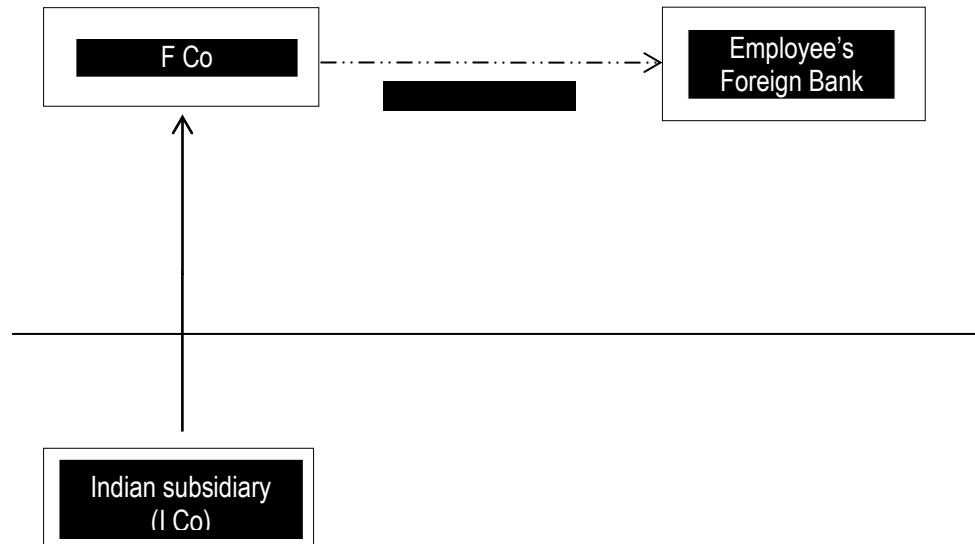 F Co
Employee's
Foreign Bank
Indian subsidiary
(I Co)